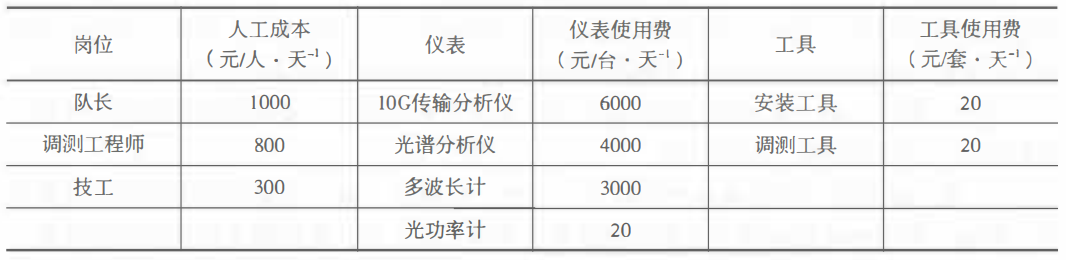 岗位 人工成本（元/人·天⁻¹） 仪表 仪表使用费（元/台·天⁻¹） 工具 工具使用费（元/套·天⁻¹）
队长 1000 10G传输分析仪 6000 安装工具 20
调测工程师 800 光谱分析仪 4000 调测工具 20
技工 300 多波长计 3000
光功率计 20